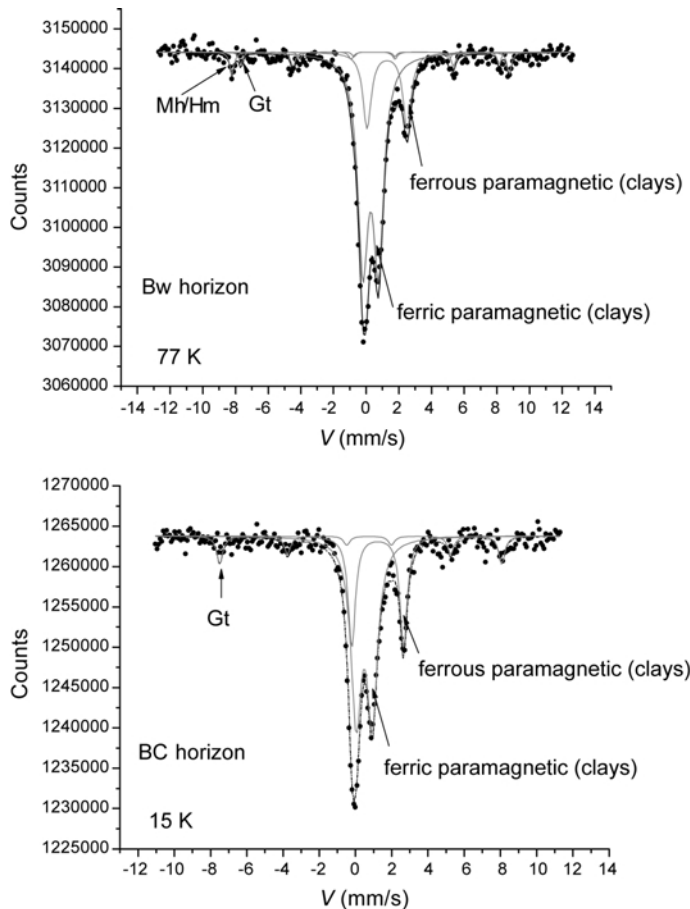 3150000
3140000
3130000
3120000
3110000
3100000
3090000
3080000
3070000
3060000
Counts
Mh/Hm
Gt
ferrous paramagnetic (clays)
Bw horizon
ferric paramagnetic (clays)
77 K
-14 -12 -10 -8 -6 -4 -2 0 2 4 6 8 10 12 14
V (mm/s)
1270000
1265000
1260000
1255000
1250000
1245000
1240000
1235000
1230000
1225000
Counts
Gt
ferrous paramagnetic (clays)
BC horizon
ferric paramagnetic (clays)
15 K
-12 -10 -8 -6 -4 -2 0 2 4 6 8 10 12
V (mm/s)